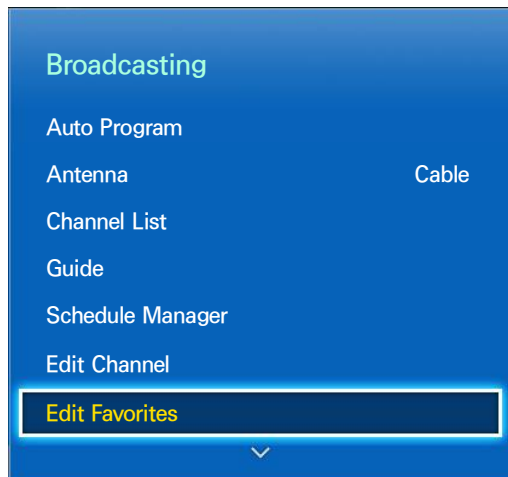 Broadcasting
Auto Program
Antenna Cable
Channel List
Guide
Schedule Manager
Edit Channel
Edit Favorites